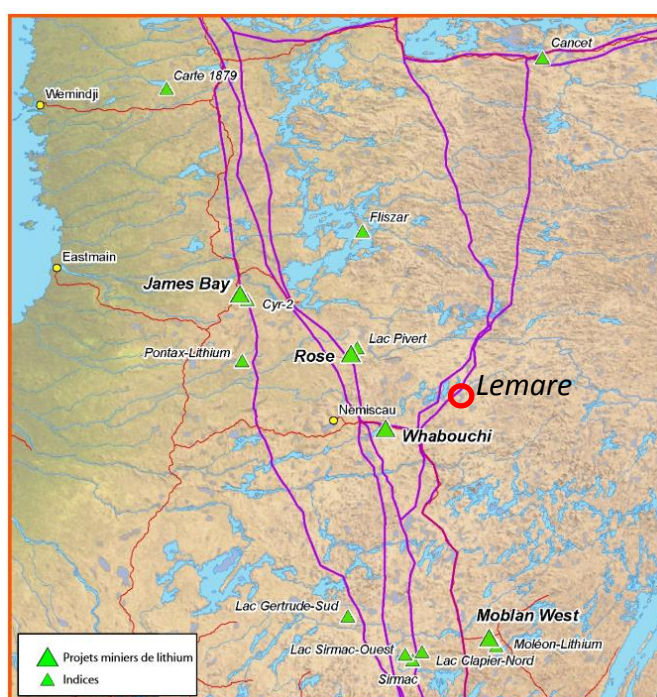 Cancet
Carte 1879
Wemindji
Fliszar
Eastmain
James Bay
Cyr-2
Lac Pivert
Pontax-Lithium
Rose
Lemare
Nemiscau
Whabouchi
Lac Gertrude-Sud
Moblan West
Lac Sirmac-Ouest
Moléon-Lithium
Lac Clapier-Nord
Sirmac
Projets miniers de lithium
Indices